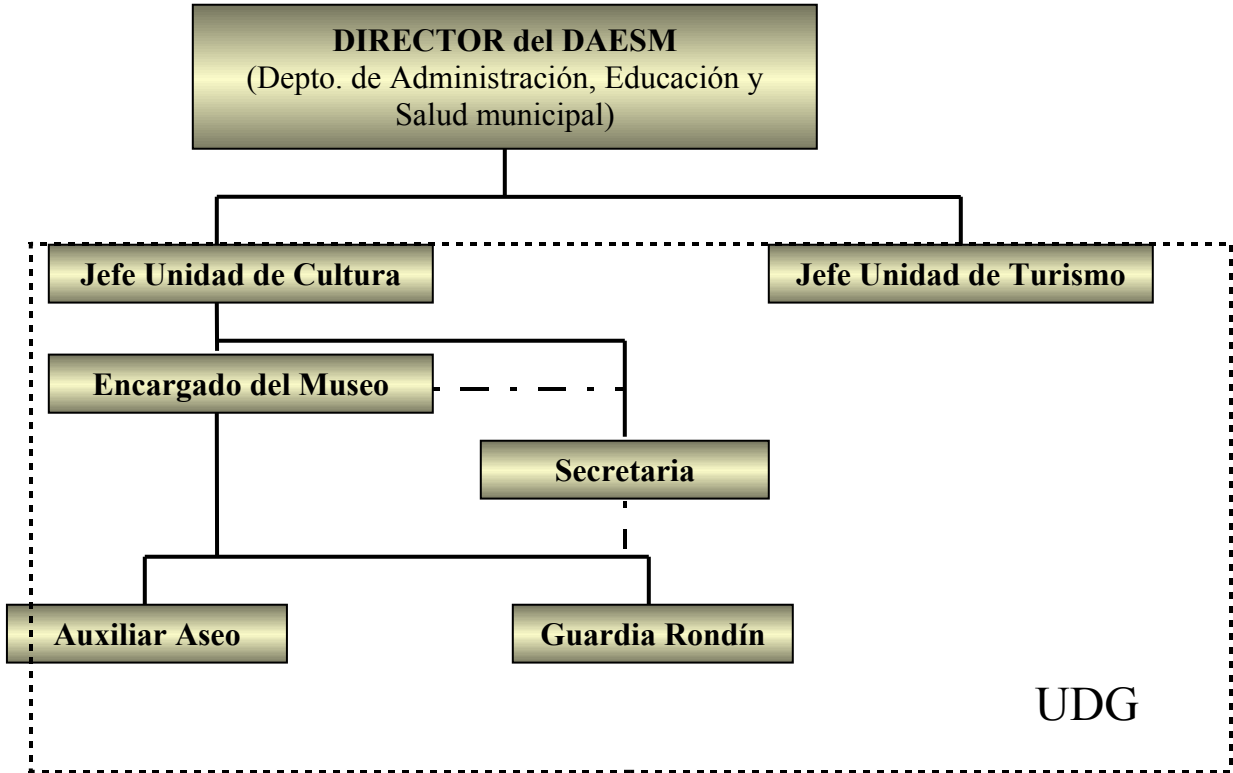 DIRECTOR del DAESM
(Depto. de Administración, Educación y
Salud municipal)
Jefe Unidad de Cultura
Jefe Unidad de Turismo
Encargado del Museo
Secretaria
Auxiliar Aseo
Guardia Rondín
UDG